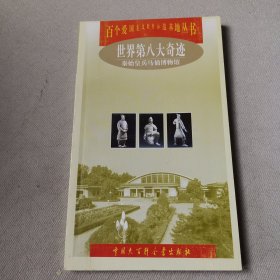 百个爱国主义教育示范基地丛书
世界第八大奇迹
秦始皇兵马俑博物馆
中国大百科全书出版社